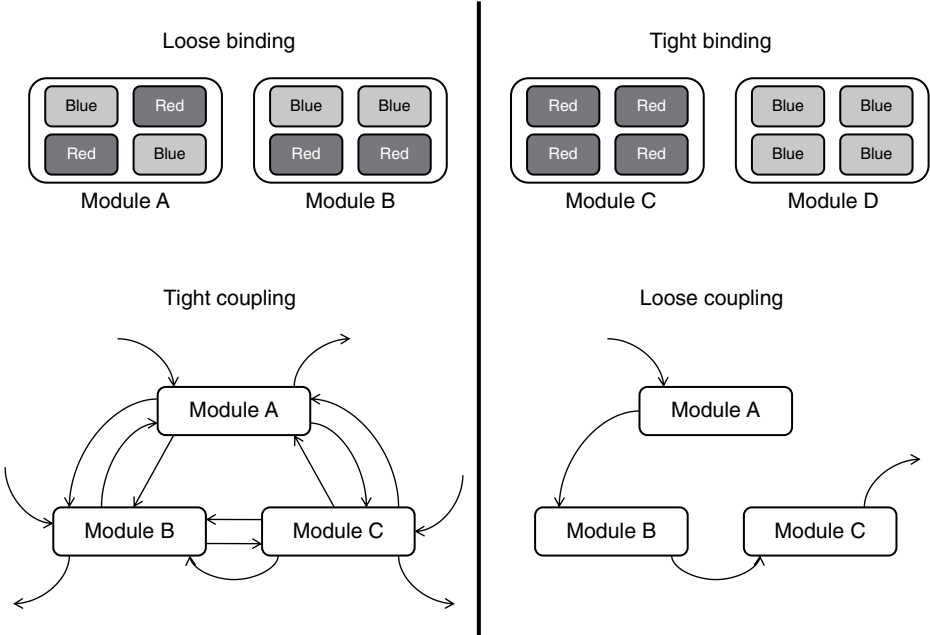 Loose binding
Blue Red
Red Blue
Module A
Blue Blue
Red Red
Module B
Tight binding
Red Red
Red Red
Module C
Blue Blue
Blue Blue
Module D
Tight coupling
Module A
Module B
Module C
Loose coupling
Module A
Module B
Module C